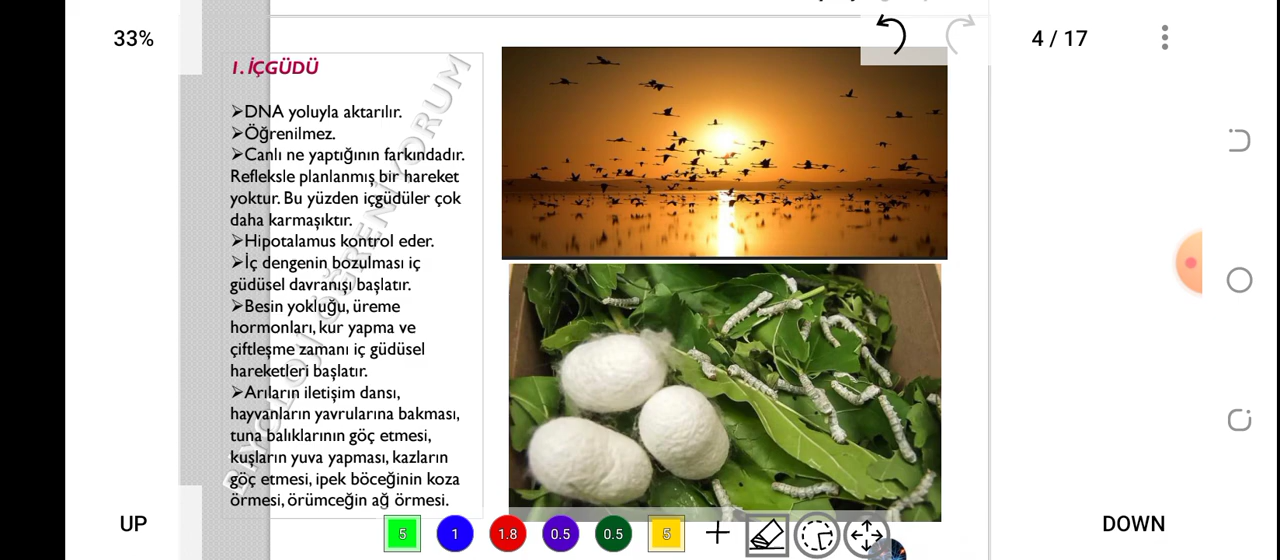 33%
4 / 17
I. İÇGÜDÜ
➢DNA yoluyla aktarılır.
➢Öğrenilmez.
➢Canlı ne yaptığının farkındadır.
Refleksle planlanmış bir hareket
yoktur. Bu yüzden içgüdüler çok
daha karmaşıktır.
➢Hipotalamus kontrol eder.
➢İç dengenin bozulması iç
güdüsel davranışı başlatır.
➢Besin yokluğu, üreme
hormonları, kur yapma ve
çiftleşme zamanı iç güdüsel
hareketleri başlatır.
➢Arıların iletişim dansı,
hayvanların yavrularına bakması,
tuna balıklarının göç etmesi,
kuşların yuva yapması, kazların
göç etmesi, ipek böceğinin koza
örmesi, örümceğin ağ örmesi.
BİYOLOJİ ÖĞRENİYORUM
UP
5
1
1.8
0.5
0.5
5
DOWN